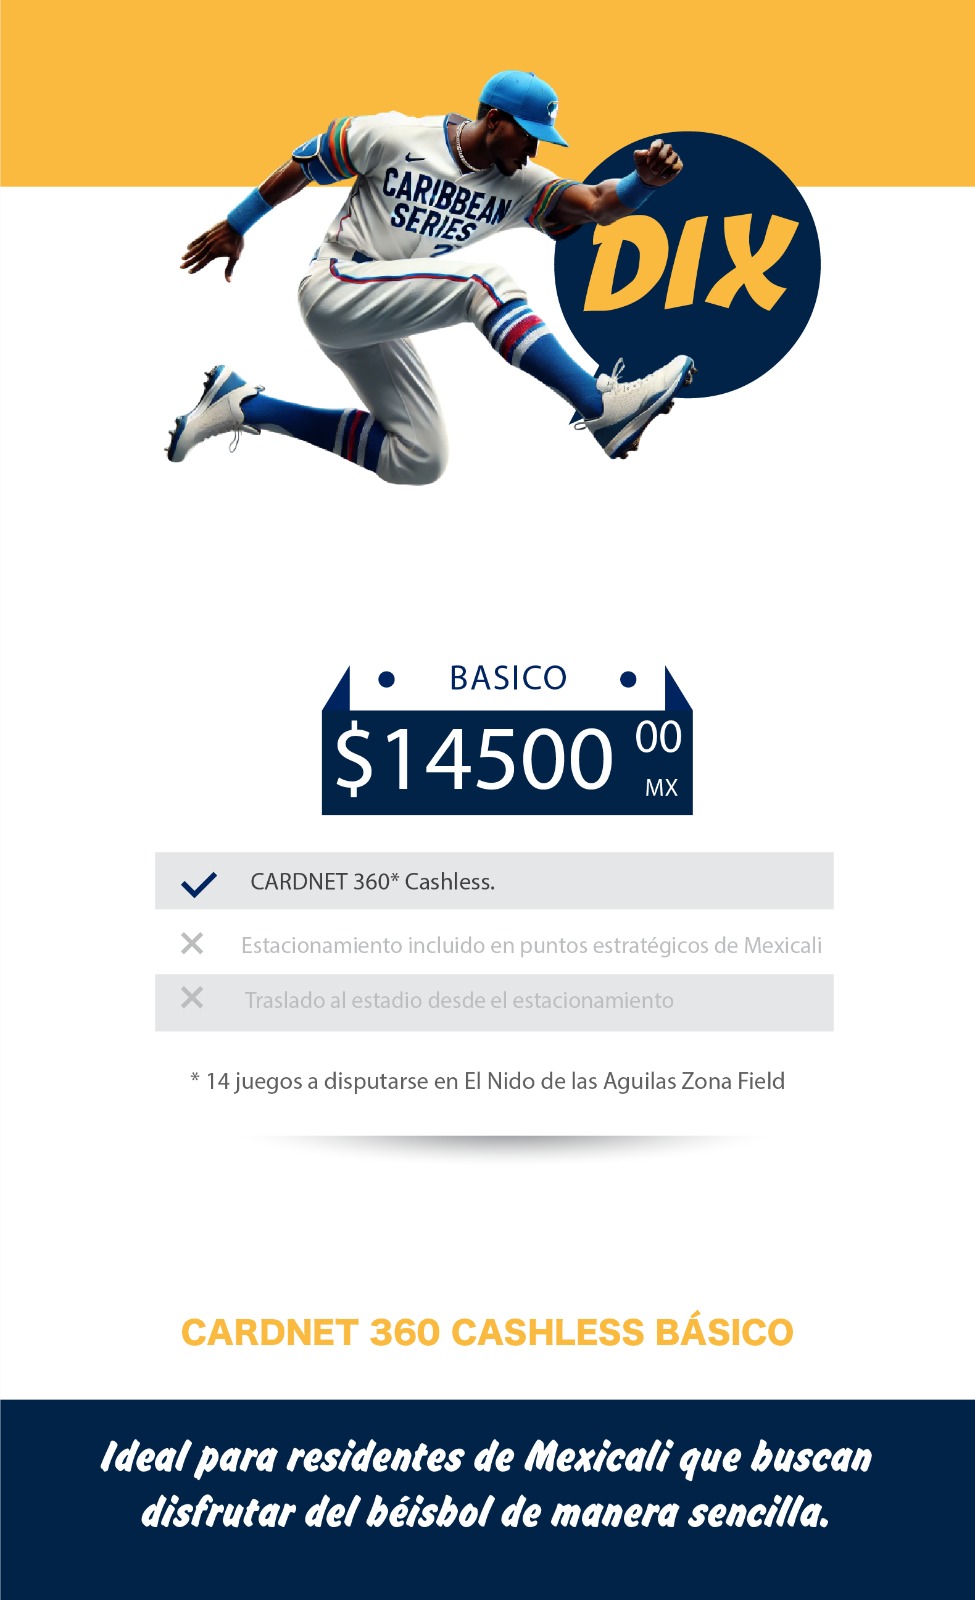 CARIBBEAN
SERIES
DIX
BASICO
$14500 00
MX
CARDNET 360* Cashless.
Estacionamiento incluido en puntos estratégicos de Mexicali
Traslado al estadio desde el estacionamiento
* 14 juegos a disputarse en El Nido de las Aguilas Zona Field
CARDNET 360 CASHLESS BÁSICO
Ideal para residentes de Mexicali que buscan
disfrutar del béisbol de manera sencilla.